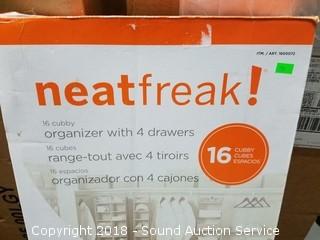 ITM. / ART. 1600072
neatfreak!
16 cubby
organizer with 4 drawers
16 cubes
range-tout avec 4 tiroirs
16 espacios
organizador con 4 cajones
16 CUBBY
CUBES
ESPACIOS
Copyright 2018 - Sound Auction Service